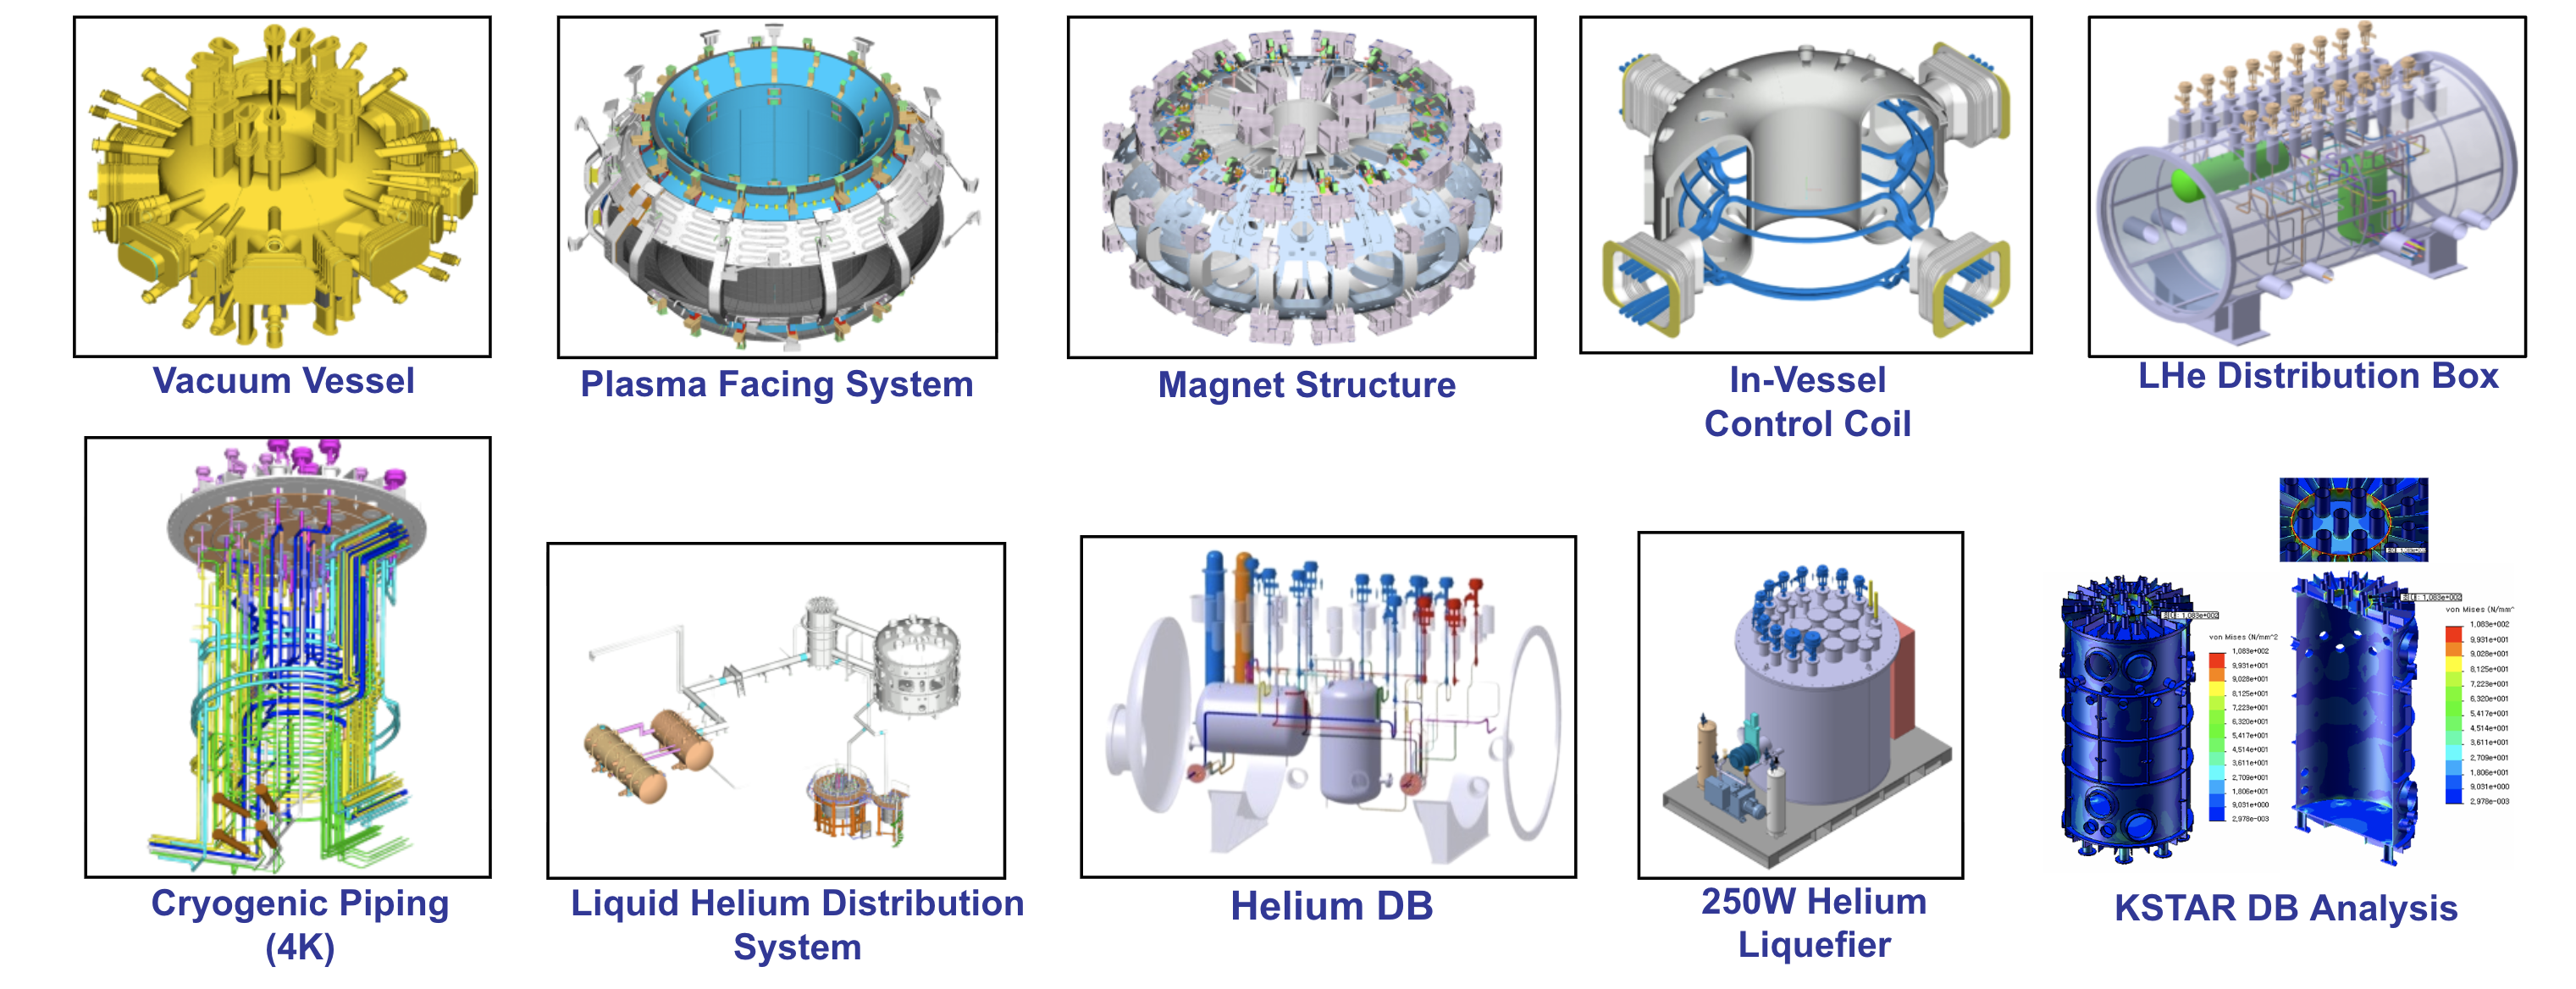 Vacuum Vessel
Plasma Facing System
Magnet Structure
In-Vessel
Control Coil
LHe Distribution Box
Cryogenic Piping
(4K)
Liquid Helium Distribution
System
Helium DB
250W Helium
Liquefier
von Mises (N/mm^2
1,083e+002
9,931e+001
9,028e+001
8,125e+001
7,223e+001
6,320e+001
5,417e+001
4,514e+001
3,611e+001
2,709e+001
1,806e+001
9,031e+000
2,978e-003
von Mises (N/mm^
1,083e+002
9,931e+001
9,028e+001
8,125e+001
7,223e+001
6,320e+001
5,417e+001
4,514e+001
3,611e+001
2,709e+001
1,806e+001
9,031e+000
2,978e-003
KSTAR DB Analysis